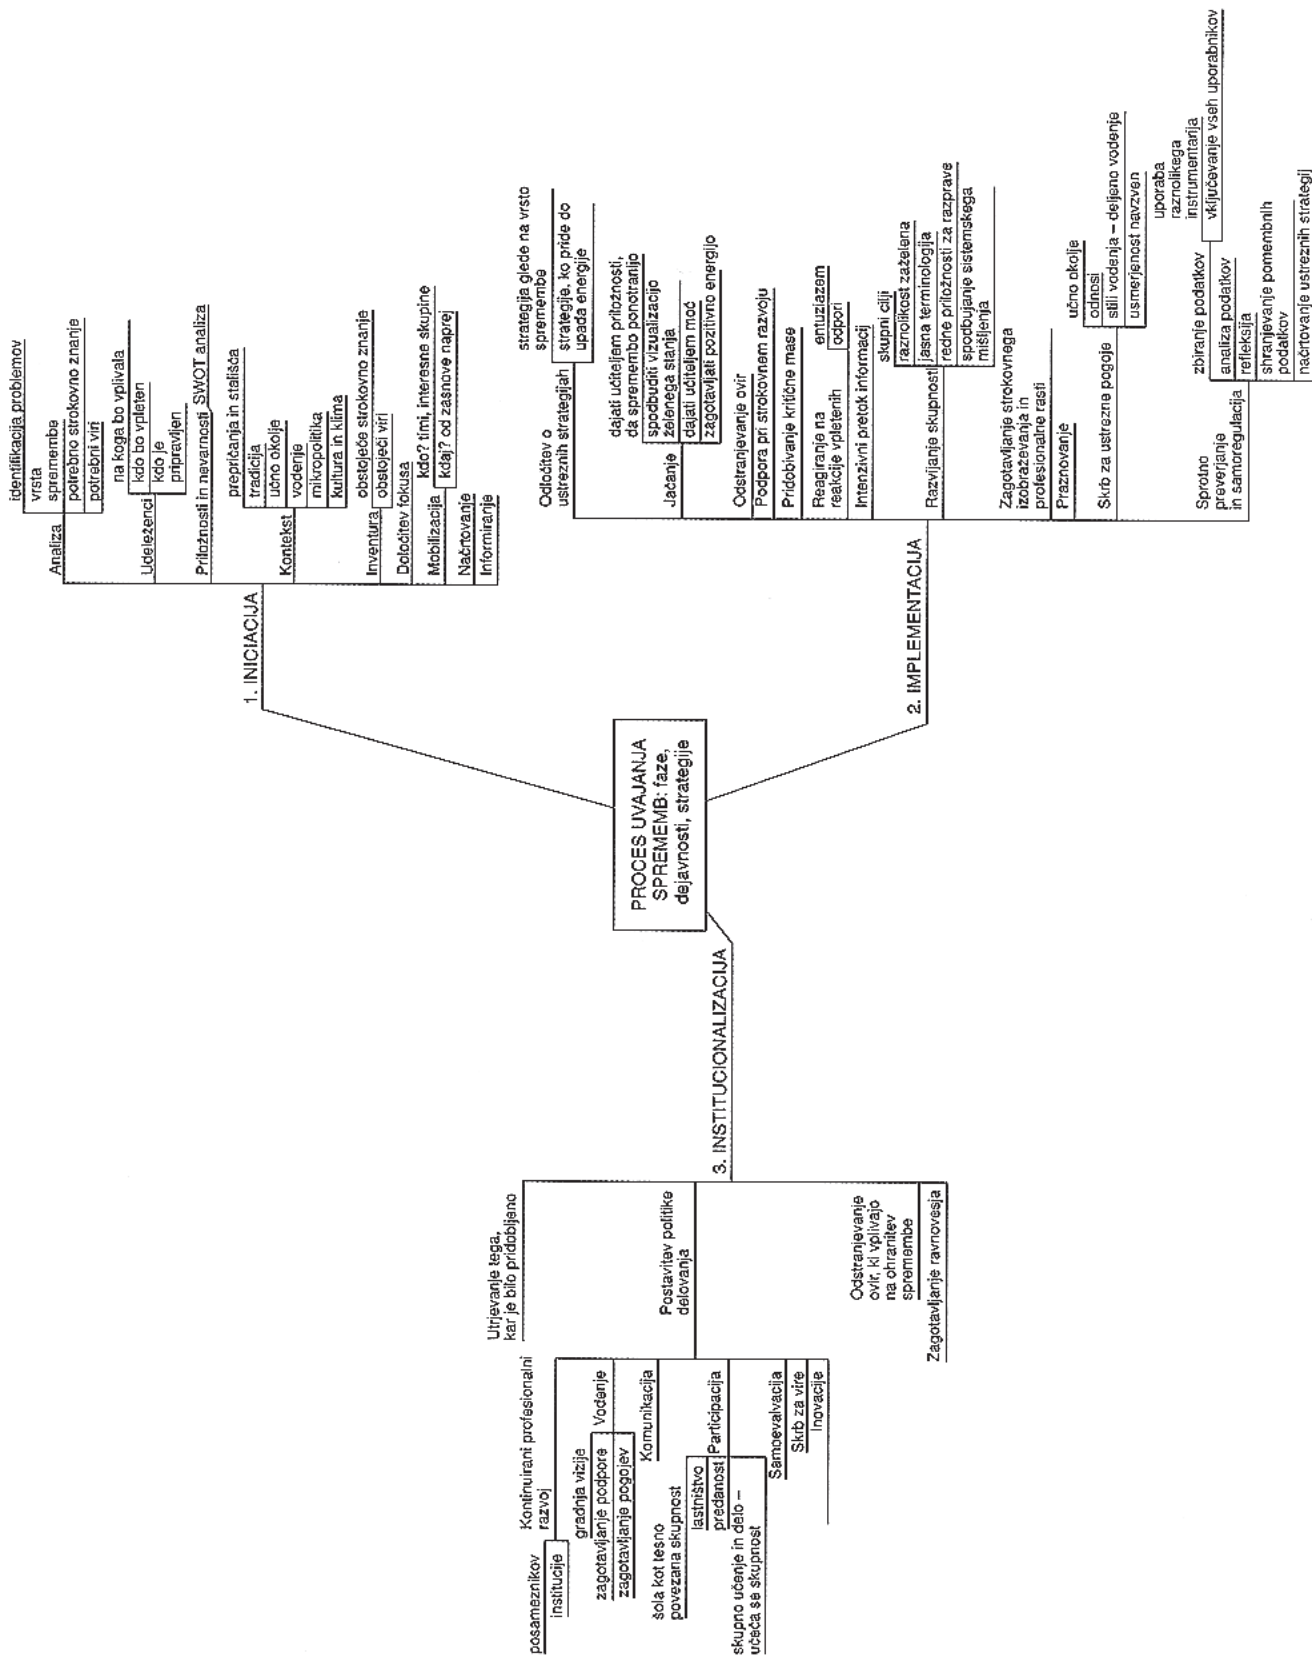 PROCES UVAJANJA
SPREMEMB: faze,
dejavnosti, strategije
1. INICIACIJA
Analiza
identifikacija problemov
vrsta
spremembe
potrebno strokovno znanje
potrebni viri
Udeleženci
na koga bo vplivala
kdo bo vpleten
kdo je
pripravljen
Priložnosti in nevarnosti
SWOT analiza
Kontekst
prepričanja in stališča
tradicija
učno okolje
vodenje
mikropolitika
kultura in klima
Inventura
obstoječe strokovno znanje
obstoječi viri
Določitev fokusa
Mobilizacija
kdo? timi, interesne skupine
kdaj? od zasnove naprej
Načrtovanje
Informiranje
2. IMPLEMENTACIJA
Odločitev o
ustreznih strategijah
strategija glede na vrsto
spremembe
strategije, ko pride do
upada energije
Jačanje
dajati učiteljem priložnosti,
da spremembo ponotranijo
spodbuditi vizualizacijo
želenega stanja
dajati učiteljem moč
zagotavljati pozitivno energijo
Odstranjevanje ovir
Podpora pri strokovnem razvoju
Pridobivanje kritične mase
Reagiranje na
reakcije vpletenih
entuziazem
odpori
Intenzivni pretok informacij
Razvijanje skupnosti
skupni cilji
raznolikost zaželena
jasna terminologija
redne priložnosti za razprave
spodbujanje sistemskega
mišljenja
Zagotavljanje strokovnega
izobraževanja in
profesionalne rasti
Praznovanje
Skrb za ustrezne pogoje
učno okolje
odnosi
stili vodenja – deljeno vodenje
usmerjenost navzven
Sprotno
preverjanje
in samoregulacija
zbiranje podatkov
uporaba
raznolikega
instrumentarija
vključevanje vseh uporabnikov
analiza podatkov
refleksija
shranjevanje pomembnih
podatkov
načrtovanje ustreznih strategij
3. INSTITUCIONALIZACIJA
Utrjevanje tega,
kar je bilo pridobljeno
Postavitev politike
delovanja
Kontinuirani profesionalni
razvoj
posameznikov
institucije
Vodenje
gradnja vizije
zagotavljanje podpore
zagotavljanje pogojev
Komunikacija
Participacija
šola kot tesno
povezana skupnost
lastništvo
predanost
skupno učenje in delo –
učeča se skupnost
Samoevalvacija
Skrb za vire
Inovacije
Odstranjevanje
ovir, ki vplivajo
na ohranitev
spremembe
Zagotavljanje ravnovesja